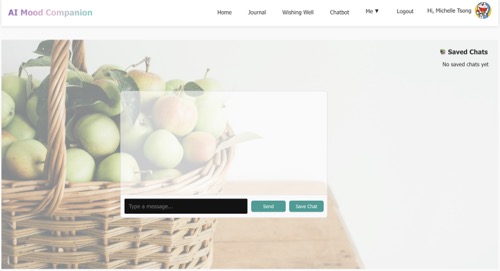 AI Mood Companion
Home
Journal
Wishing Well
Chatbot
Me ▼
Logout
Hi, Michelle Tsong
Saved Chats
No saved chats yet
Type a message...
Send
Save Chat